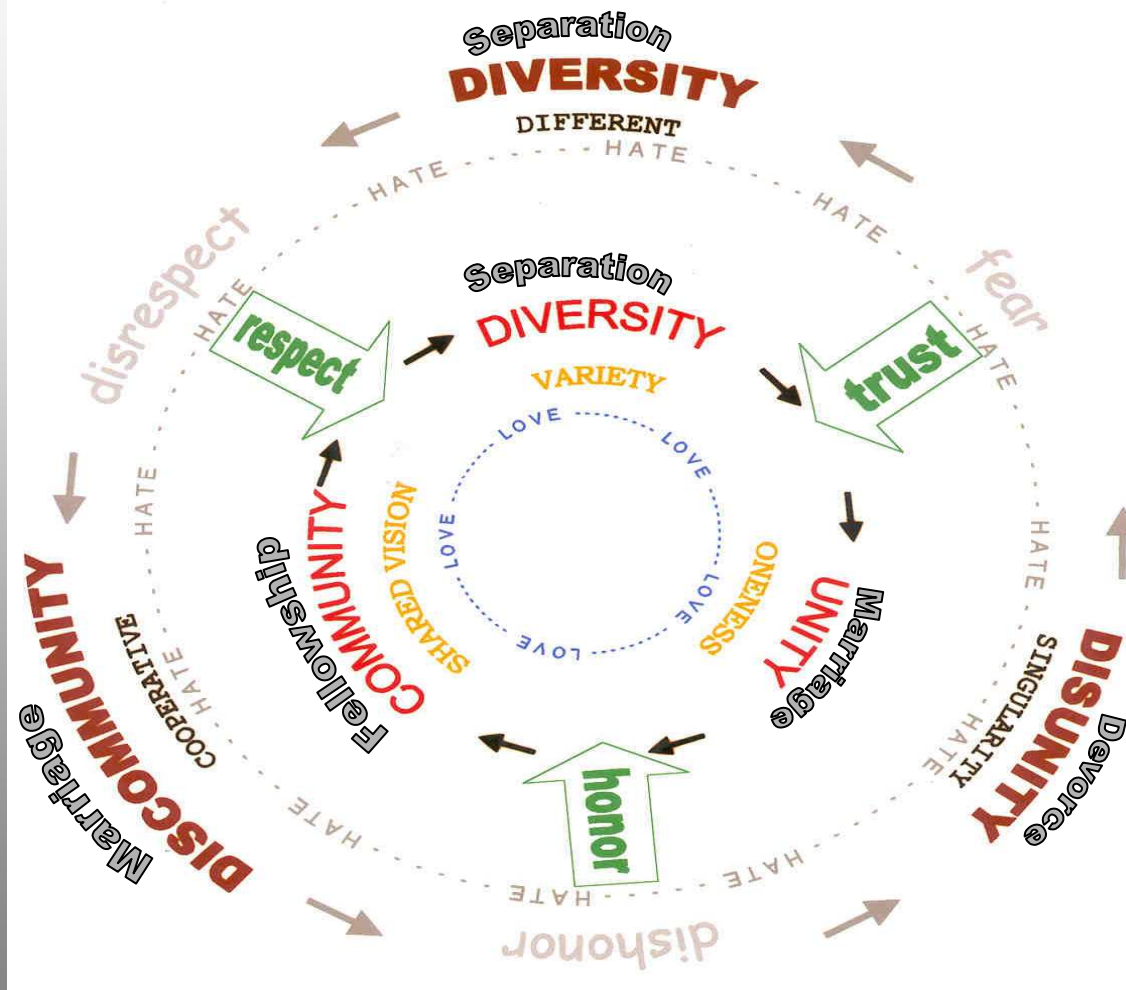 Separation
DIVERSITY
DIFFERENT
HATE
HATE
HATE
HATE
HATE
HATE
HATE
HATE
HATE
HATE
HATE
HATE
HATE
disrespect
fear
respect
trust
Separation
DIVERSITY
VARIETY
LOVE
LOVE
LOVE
LOVE
LOVE
ONENESS
UNITY
Marriage
honor
SHARED VISION
COMMUNITY
Fellowship
COOPERATIVE
DISCOMMUNITY
Marriage
SINGULARITY
DISUNITY
Devorce
dishonor